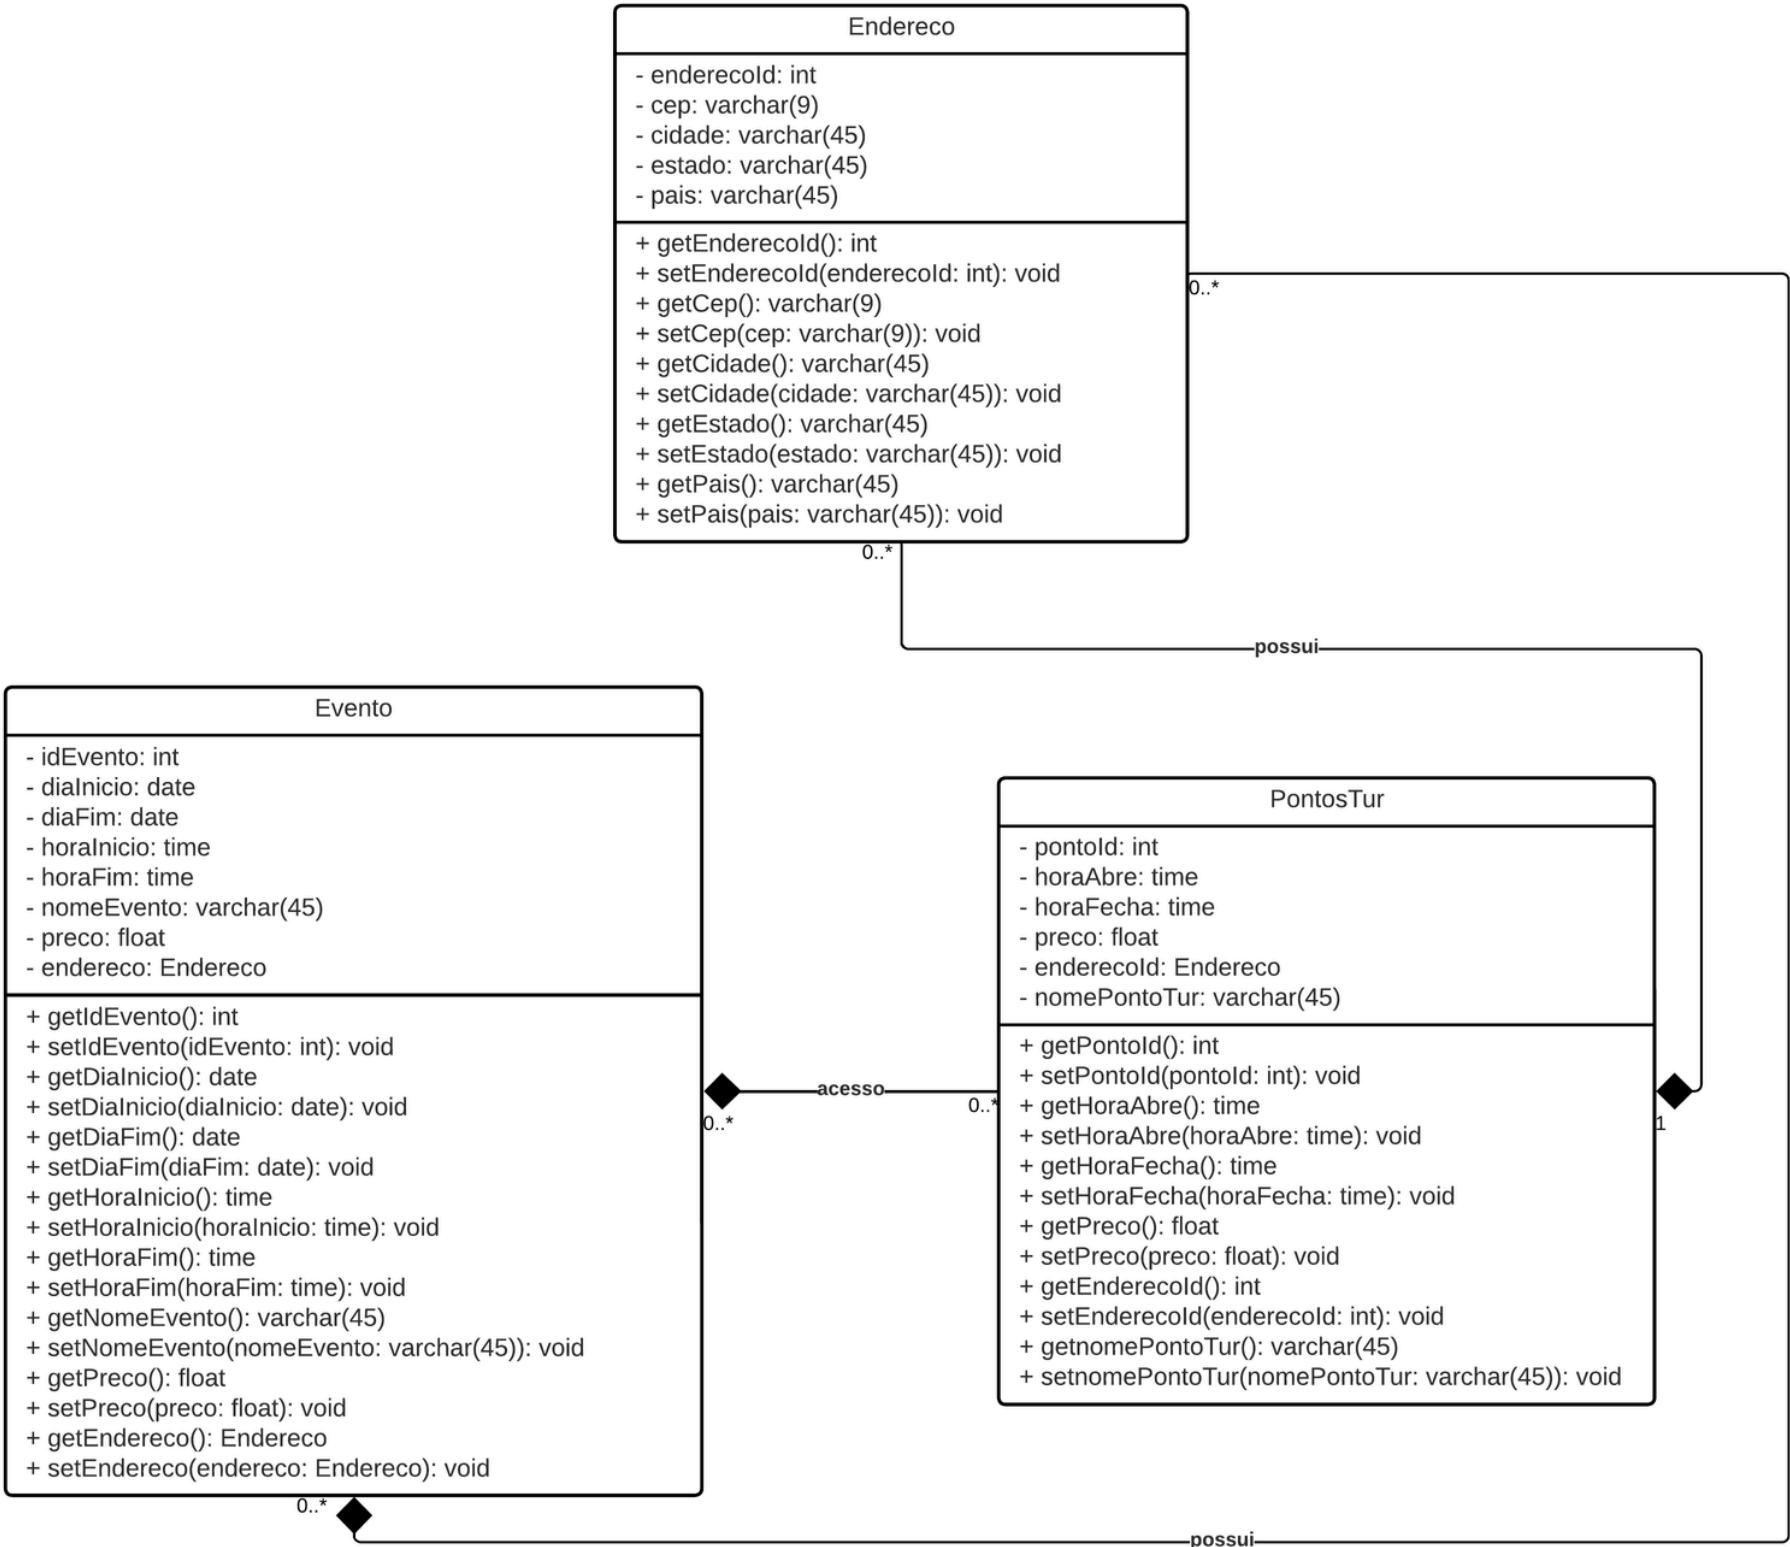 Endereco
- enderecoId: int
- cep: varchar(9)
- cidade: varchar(45)
- estado: varchar(45)
- pais: varchar(45)
+ getEnderecoId(): int
+ setEnderecoId(enderecoId: int): void
+ getCep(): varchar(9)
+ setCep(cep: varchar(9)): void
+ getCidade(): varchar(45)
+ setCidade(cidade: varchar(45)): void
+ getEstado(): varchar(45)
+ setEstado(estado: varchar(45)): void
+ getPais(): varchar(45)
+ setPais(pais: varchar(45)): void
0..*
0..*
possui
Evento
- idEvento: int
- diaInicio: date
- diaFim: date
- horaInicio: time
- horaFim: time
- nomeEvento: varchar(45)
- preco: float
- endereco: Endereco
+ getIdEvento(): int
+ setIdEvento(idEvento: int): void
+ getDiaInicio(): date
+ setDiaInicio(diaInicio: date): void
+ getDiaFim(): date
+ setDiaFim(diaFim: date): void
+ getHoraInicio(): time
+ setHoraInicio(horaInicio: time): void
+ getHoraFim(): time
+ setHoraFim(horaFim: time): void
+ getNomeEvento(): varchar(45)
+ setNomeEvento(nomeEvento: varchar(45)): void
+ getPreco(): float
+ setPreco(preco: float): void
+ getEndereco(): Endereco
+ setEndereco(endereco: Endereco): void
acesso
0..*
0..*
PontosTur
- pontoId: int
- horaAbre: time
- horaFecha: time
- preco: float
- enderecoId: Endereco
- nomePontoTur: varchar(45)
+ getPontoId(): int
+ setPontoId(pontoId: int): void
+ getHoraAbre(): time
+ setHoraAbre(horaAbre: time): void
+ getHoraFecha(): time
+ setHoraFecha(horaFecha: time): void
+ getPreco(): float
+ setPreco(preco: float): void
+ getEnderecoId(): int
+ setEnderecoId(enderecoId: int): void
+ getnomePontoTur(): varchar(45)
+ setnomePontoTur(nomePontoTur: varchar(45)): void
1
0..*
possui